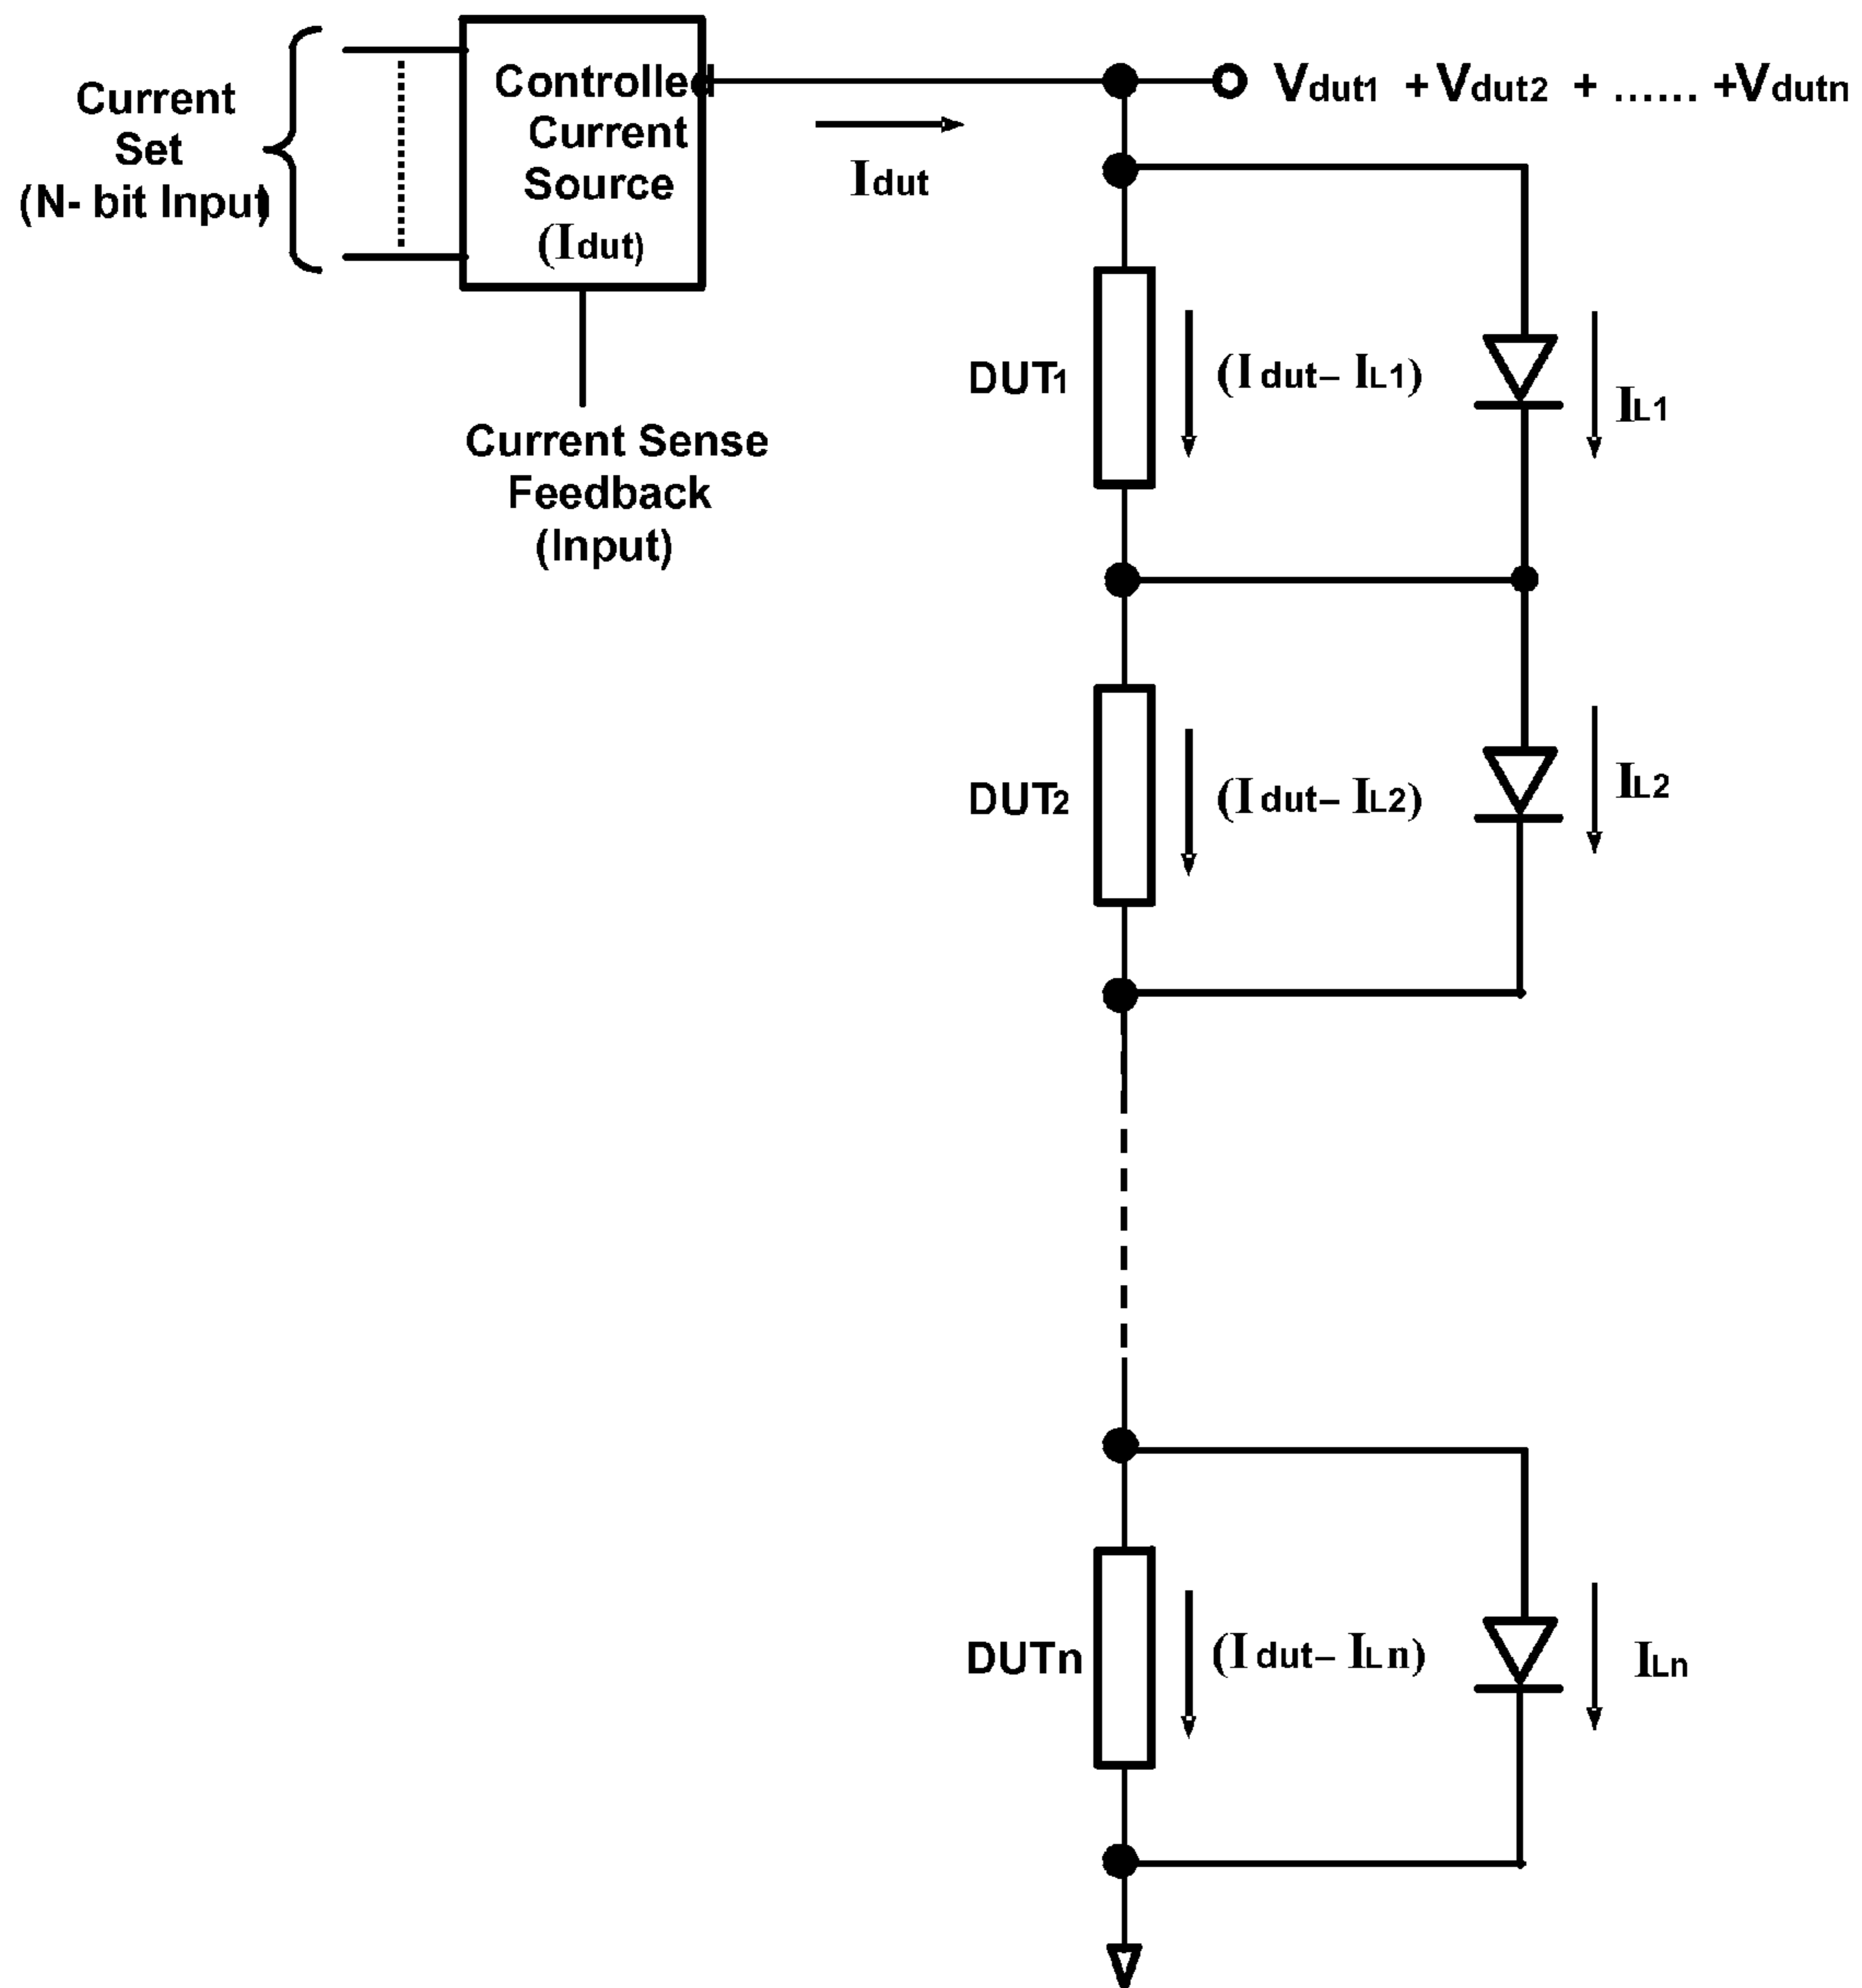 Current
Set
(N- bit Input)
Controlled
Current
Source
(Idut)
Idut
Vdut1 + Vdut2 + ...... +Vdutn
Current Sense
Feedback
(Input)
DUT1
(Idut– IL1)
IL1
DUT2
(Idut– IL2)
IL2
DUTn
(Idut– ILn)
ILn